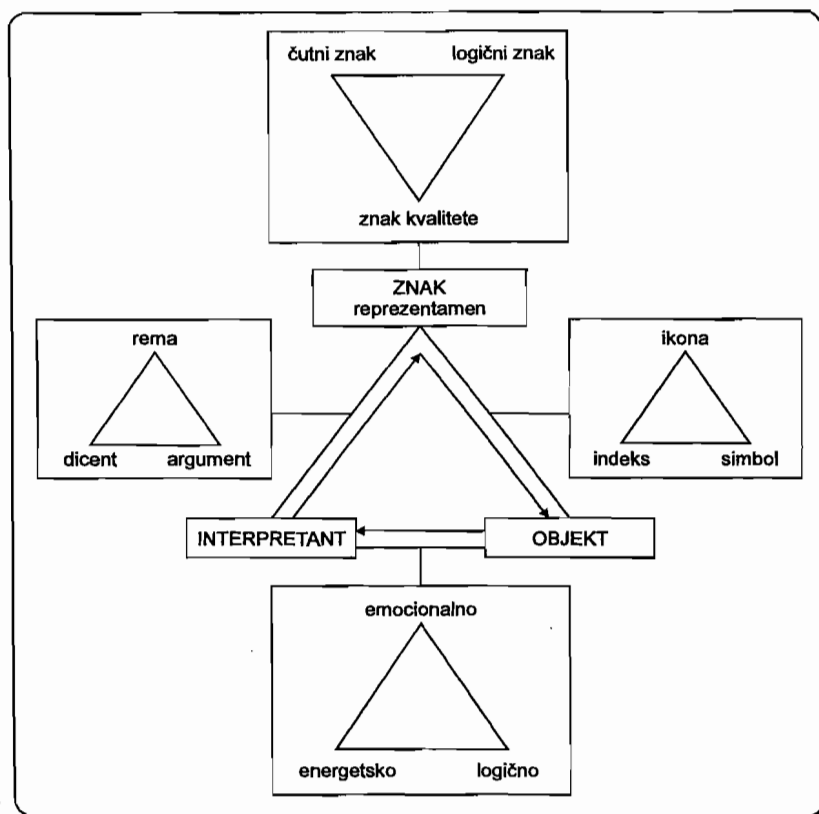 čutni znak logični znak
znak kvalitete
ZNAK
reprezentamen
rema
dicent argument
ikona
indeks simbol
INTERPRETANT
OBJEKT
emocionalno
energetsko logično